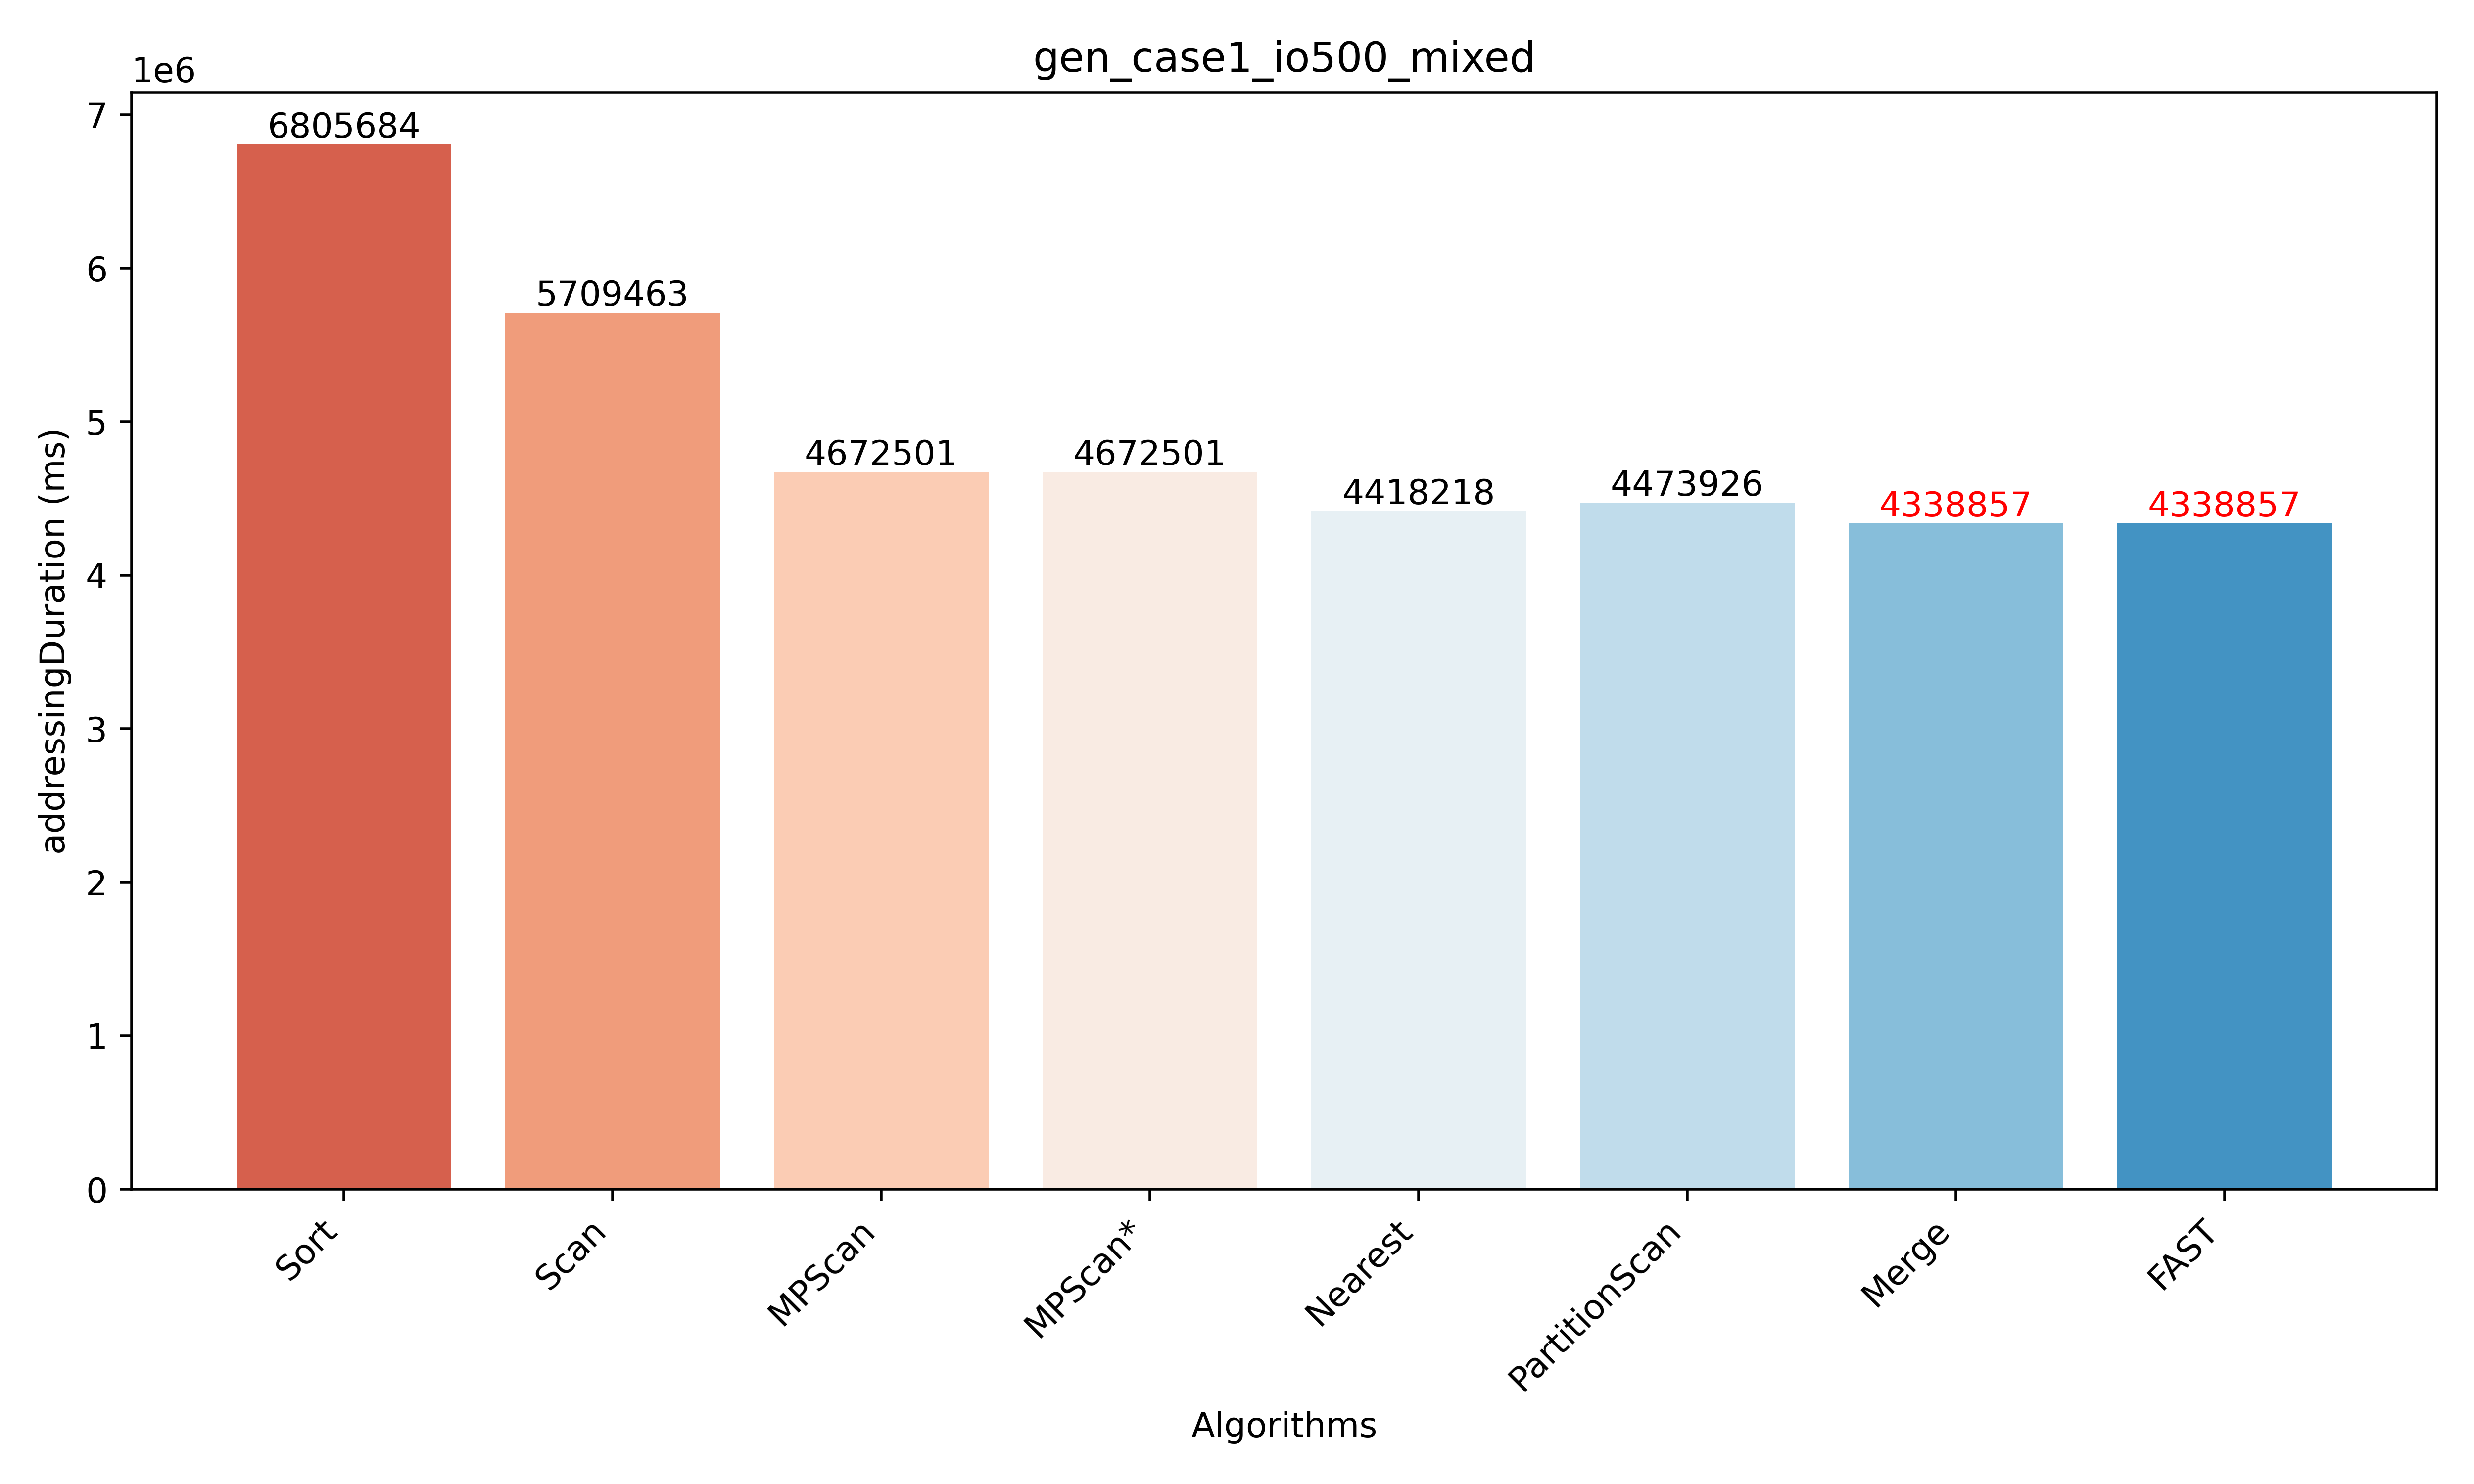 gen_case1_io500_mixed
1e6
addressingDuration (ms)
7
6
5
4
3
2
1
0
6805684
5709463
4672501
4672501
4418218
4473926
4338857
4338857
Sort
Scan
MPScan
MPScan*
Nearest
PartitionScan
Merge
FAST
Algorithms